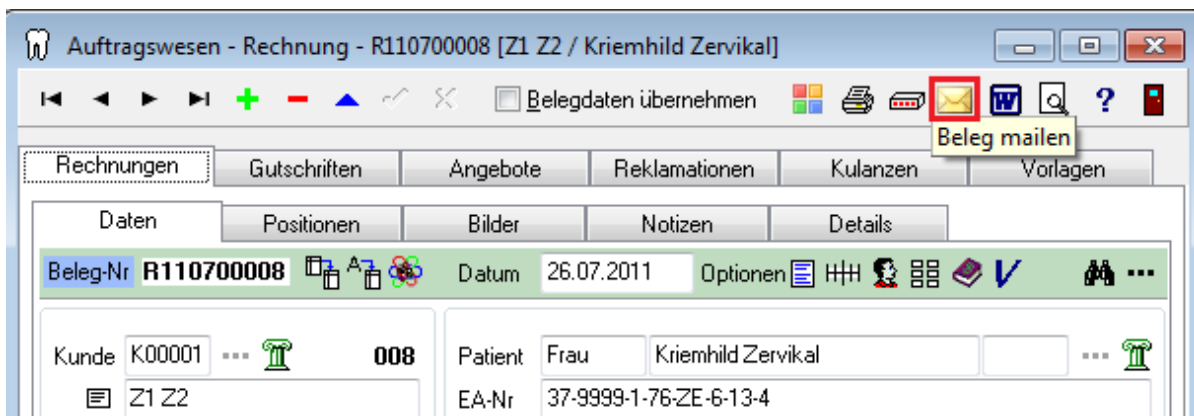 Auftragswesen - Rechnung - R110700008 [Z1 Z2 / Kriemhild Zervikal]
Belegdaten übernehmen W ?
Beleg mailen
Rechnungen Gutschriften Angebote Reklamationen Kulanzen Vorlagen
Daten Positionen Bilder Notizen Details
Beleg-Nr R110700008 Datum 26.07.2011 Optionen
Kunde K00001 008 Patient Frau Kriemhild Zervikal
Z1 Z2 EA-Nr 37-9999-1-76-ZE-6-13-4